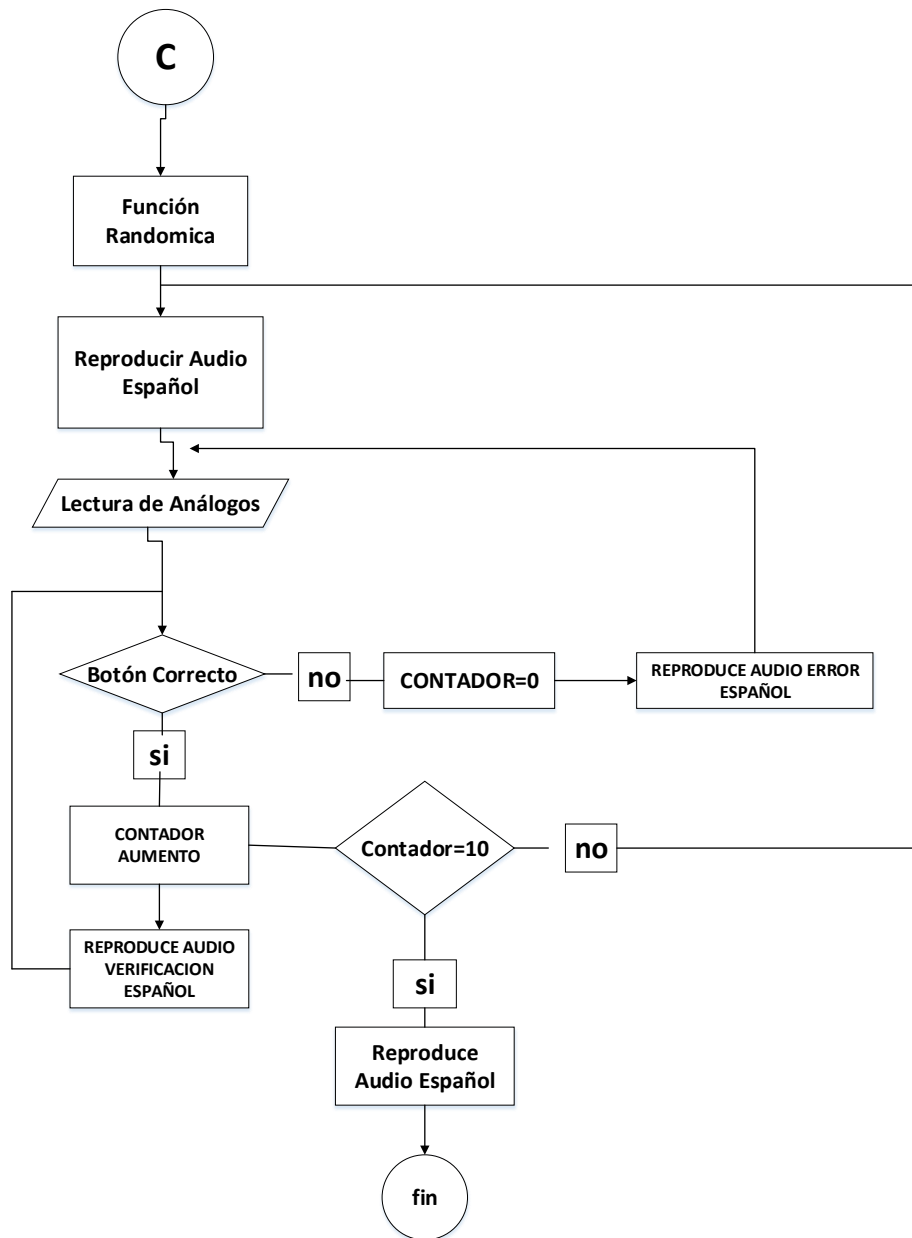 C
Función
Randomica
Reproducir Audio
Español
Lectura de Análogos
Botón Correcto
no
CONTADOR=0
REPRODUCE AUDIO ERROR
ESPAÑOL
si
CONTADOR
AUMENTO
Contador=10
no
REPRODUCE AUDIO
VERIFICACION
ESPAÑOL
si
Reproduce
Audio Español
fin